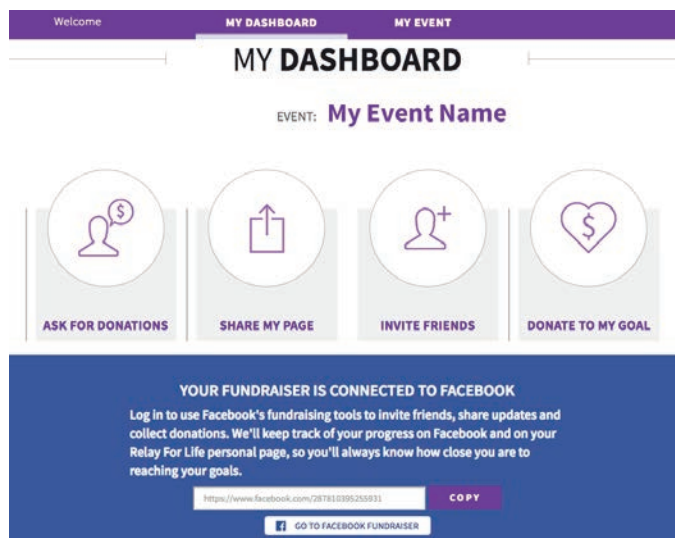 Welcome
MY DASHBOARD
MY EVENT
MY DASHBOARD
EVENT: My Event Name
$
$
ASK FOR DONATIONS
SHARE MY PAGE
INVITE FRIENDS
DONATE TO MY GOAL
YOUR FUNDRAISER IS CONNECTED TO FACEBOOK
Log in to use Facebook's fundraising tools to invite friends, share updates and
collect donations. We'll keep track of your progress on Facebook and on your
Relay For Life personal page, so you'll always know how close you are to
reaching your goals.
https://www.facebook.com/287810395255931
COPY
GO TO FACEBOOK FUNDRAISER